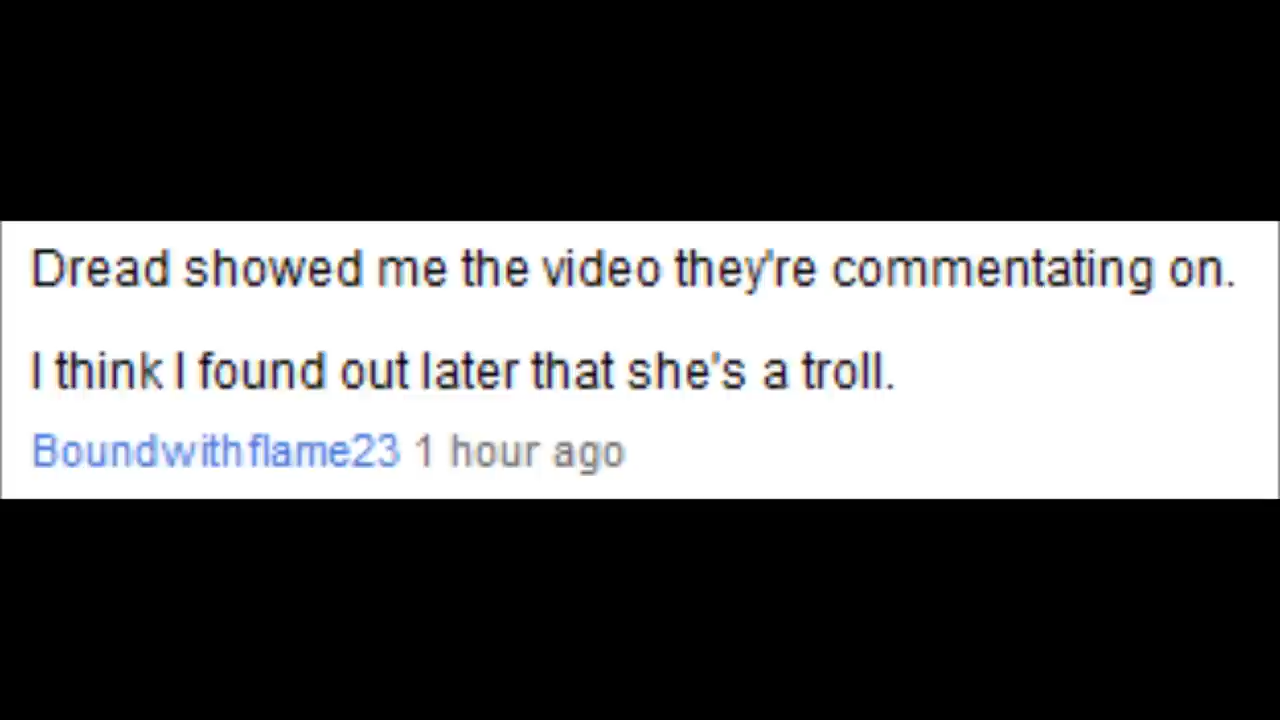 Dread showed me the video they're commentating on.
I think I found out later that she's a troll.
Boundwithflame23 1 hour ago